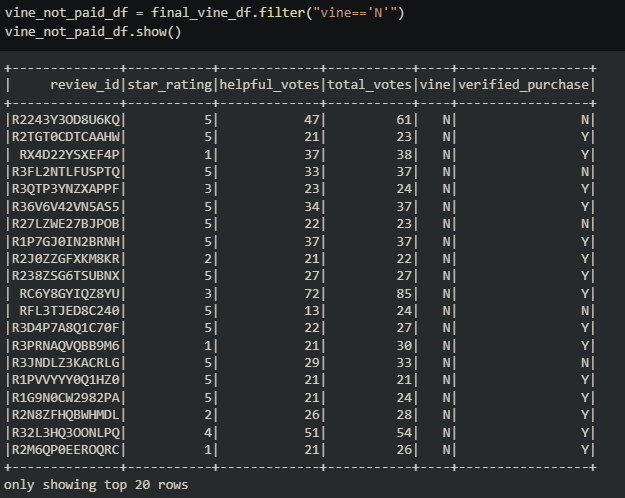 vine_not_paid_df = final_vine_df.filter("vine=='N'")
vine_not_paid_df.show()
+--------------+-----------+-------------+-----------+----+-----------------+
|     review_id|star_rating|helpful_votes|total_votes|vine|verified_purchase|
+--------------+-----------+-------------+-----------+----+-----------------+
|R2243Y3OD8U6KQ|          5|           47|         61|   N|                N|
|R2TGT0CDTCAAHW|          5|           21|         23|   N|                Y|
| RX4D22YSXEF4P|          1|           37|         38|   N|                Y|
|R3FL2NTLFUSPTQ|          5|           33|         37|   N|                N|
|R3QTP3YNZXAPPF|          3|           23|         24|   N|                Y|
|R36V6V42VN5AS5|          5|           34|         37|   N|                Y|
|R27LZWE27BJPOB|          5|           22|         23|   N|                N|
|R1P7GJ0IN2BRNH|          5|           37|         37|   N|                Y|
|R2J0ZZGFXKM8KR|          2|           21|         22|   N|                Y|
|R238ZSG6TSUBNX|          5|           27|         27|   N|                Y|
| RC6Y8GYIQZ8YU|          3|           72|         85|   N|                Y|
| RFL3TJED8C240|          5|           13|         24|   N|                N|
|R3D4P7A8Q1C70F|          5|           22|         27|   N|                Y|
|R3PRNAQVQBB9M6|          1|           21|         30|   N|                Y|
|R3JNDLZ3KACRLG|          5|           29|         33|   N|                N|
|R1PVVYYY0Q1HZ0|          5|           21|         21|   N|                Y|
|R1G9N0CW2982PA|          5|           21|         24|   N|                Y|
|R2N8ZFHQBWHMDL|          2|           26|         28|   N|                Y|
|R32L3HQ3OONLPQ|          4|           51|         54|   N|                Y|
|R2M6QP0EEROQRC|          1|           21|         26|   N|                Y|
+--------------+-----------+-------------+-----------+----+-----------------+
only showing top 20 rows